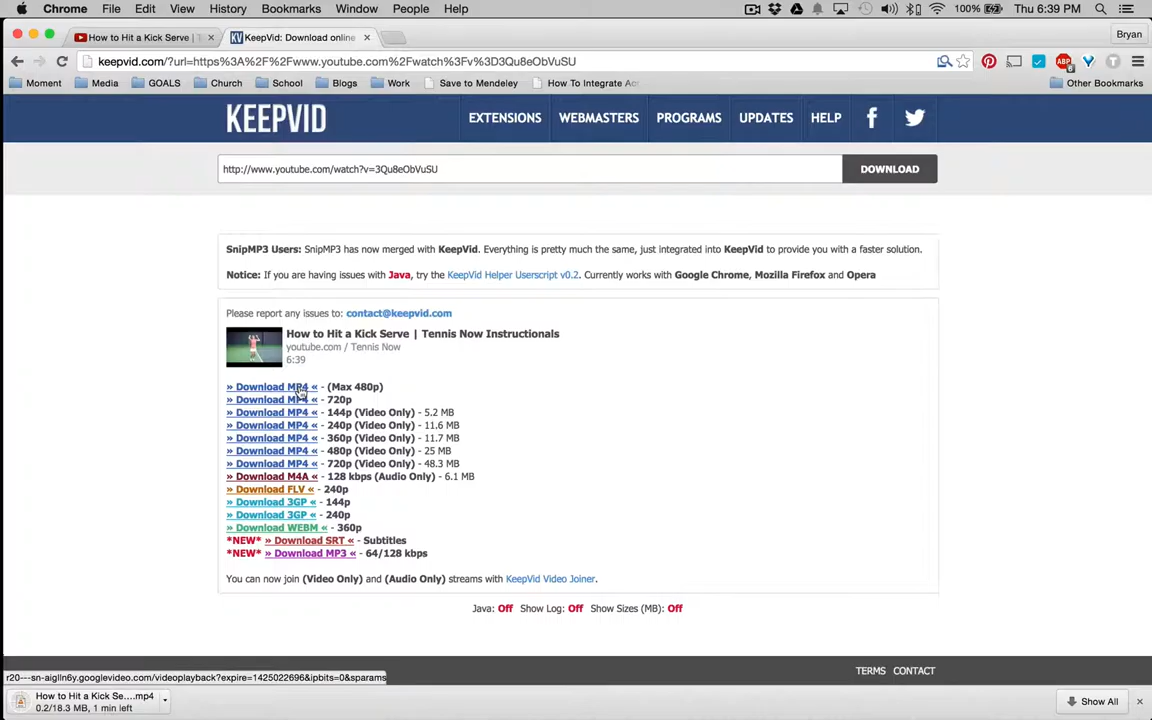 Chrome File Edit View History Bookmarks Window People Help 100% Thu 6:39 PM
How to Hit a Kick Serve | T × KeepVid: Download online × Bryan
keepvid.com/?url=https%3A%2F%2Fwww.youtube.com%2Fwatch%3Fv%3D3Qu8eObVuSU
Moment Media GOALS Church School Blogs Work Save to Mendeley How To Integrate Ac Other Bookmarks
KEEPVID EXTENSIONS WEBMASTERS PROGRAMS UPDATES HELP
http://www.youtube.com/watch?v=3Qu8eObVuSU DOWNLOAD
SnipMP3 Users: SnipMP3 has now merged with KeepVid. Everything is pretty much the same, just integrated into KeepVid to provide you with a faster solution.
Notice: If you are having issues with Java, try the KeepVid Helper Userscript v0.2. Currently works with Google Chrome, Mozilla Firefox and Opera
Please report any issues to: contact@keepvid.com
How to Hit a Kick Serve | Tennis Now Instructionals
youtube.com / Tennis Now
6:39
» Download MP4 « - (Max 480p)
» Download MP4 « - 720p
» Download MP4 « - 144p (Video Only) - 5.2 MB
» Download MP4 « - 240p (Video Only) - 11.6 MB
» Download MP4 « - 360p (Video Only) - 11.7 MB
» Download MP4 « - 480p (Video Only) - 25 MB
» Download MP4 « - 720p (Video Only) - 48.3 MB
» Download M4A « - 128 kbps (Audio Only) - 6.1 MB
» Download FLV « - 240p
» Download 3GP « - 144p
» Download 3GP « - 240p
» Download WEBM « - 360p
*NEW* » Download SRT « - Subtitles
*NEW* » Download MP3 « - 64/128 kbps
You can now join (Video Only) and (Audio Only) streams with KeepVid Video Joiner.
Java: Off Show Log: Off Show Sizes (MB): Off
TERMS CONTACT
r20---sn-aiglln6y.googlevideo.com/videoplayback?expire=1425022696&ipbits=0&sparams
How to Hit a Kick Se....mp4
0.2/18.3 MB, 1 min left
Show All